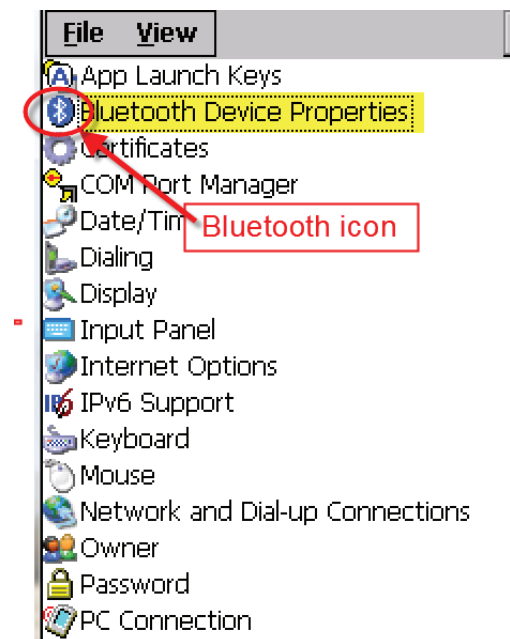 File View
App Launch Keys
Bluetooth Device Properties
Certificates
COM Port Manager
Date/Tim
Bluetooth icon
Dialing
Display
Input Panel
Internet Options
IPv6 Support
Keyboard
Mouse
Network and Dial-up Connections
Owner
Password
PC Connection